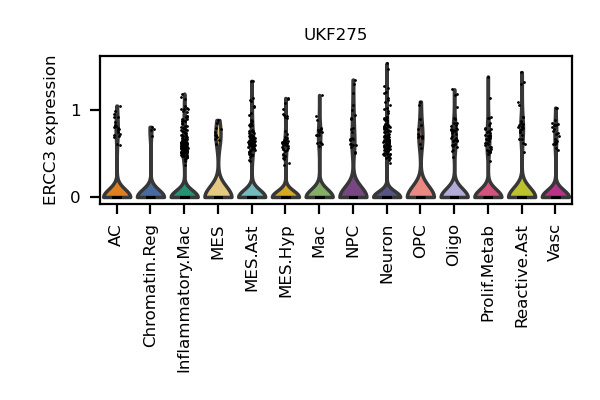 UKF275
ERCC3 expression
1
0
AC
Chromatin.Reg
Inflammatory.Mac
MES
MES.Ast
MES.Hyp
Mac
NPC
Neuron
OPC
Oligo
Prolif.Metab
Reactive.Ast
Vasc